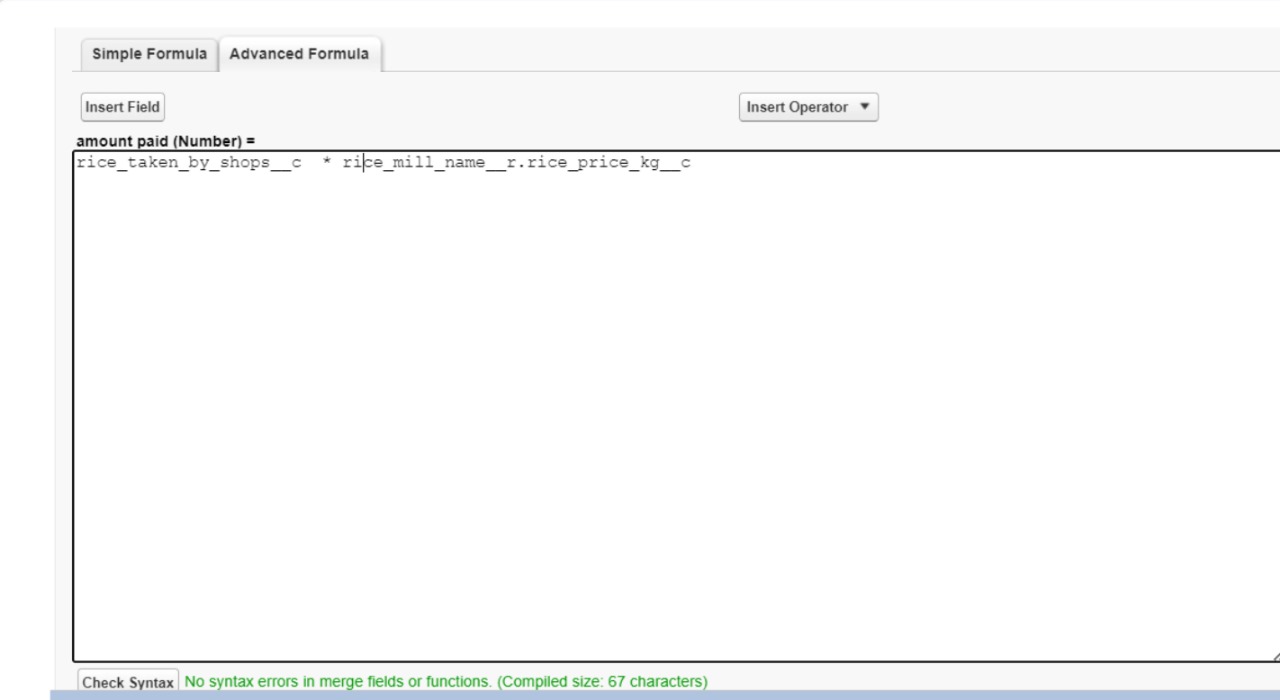 Simple Formula Advanced Formula
Insert Field Insert Operator
amount paid (Number) =
rice_taken_by_shops__c * rice_mill_name__r.rice_price_kg__c
Check Syntax No syntax errors in merge fields or functions. (Compiled size: 67 characters)